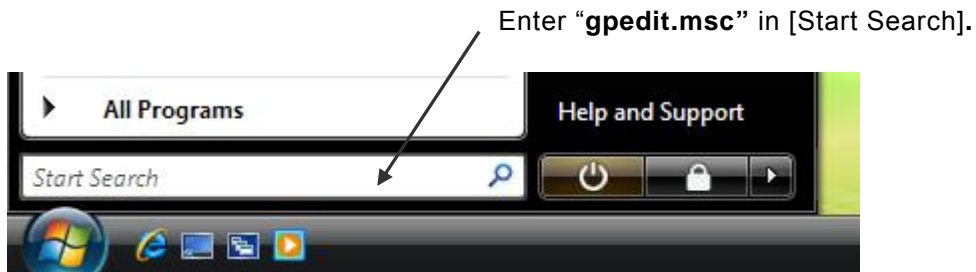 Enter “gpedit.msc” in [Start Search].
All Programs
Help and Support
Start Search